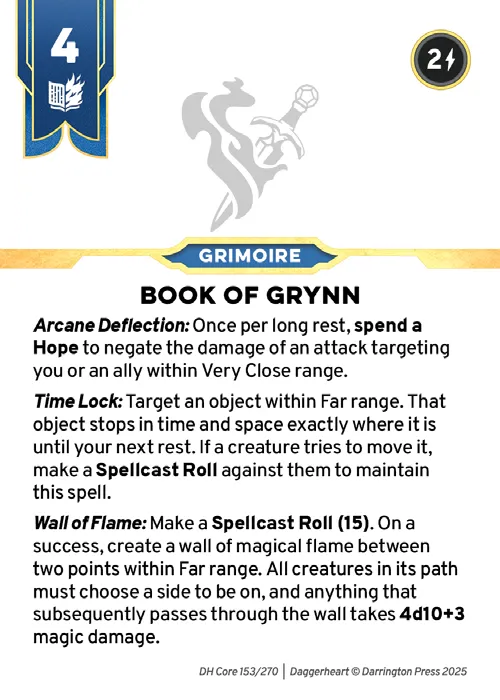 4
2
GRIMOIRE
BOOK OF GRYNN
Arcane Deflection: Once per long rest, spend a
Hope to negate the damage of an attack targeting
you or an ally within Very Close range.
Time Lock: Target an object within Far range. That
object stops in time and space exactly where it is
until your next rest. If a creature tries to move it,
make a Spellcast Roll against them to maintain
this spell.
Wall of Flame: Make a Spellcast Roll (15). On a
success, create a wall of magical flame between
two points within Far range. All creatures in its path
must choose a side to be on, and anything that
subsequently passes through the wall takes 4d10+3
magic damage.
DH Core 153/270 | Daggerheart © Darrington Press 2025